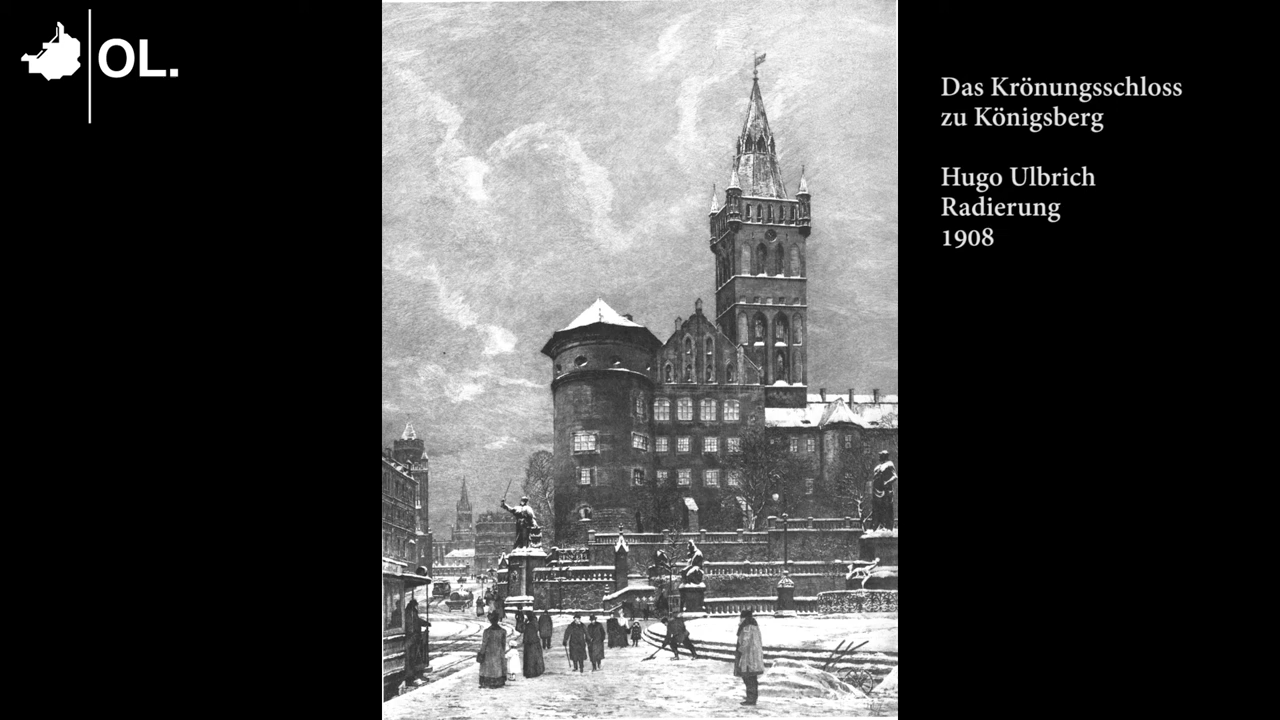 OL.
Das Krönungsschloss
zu Königsberg
Hugo Ulbrich
Radierung
1908